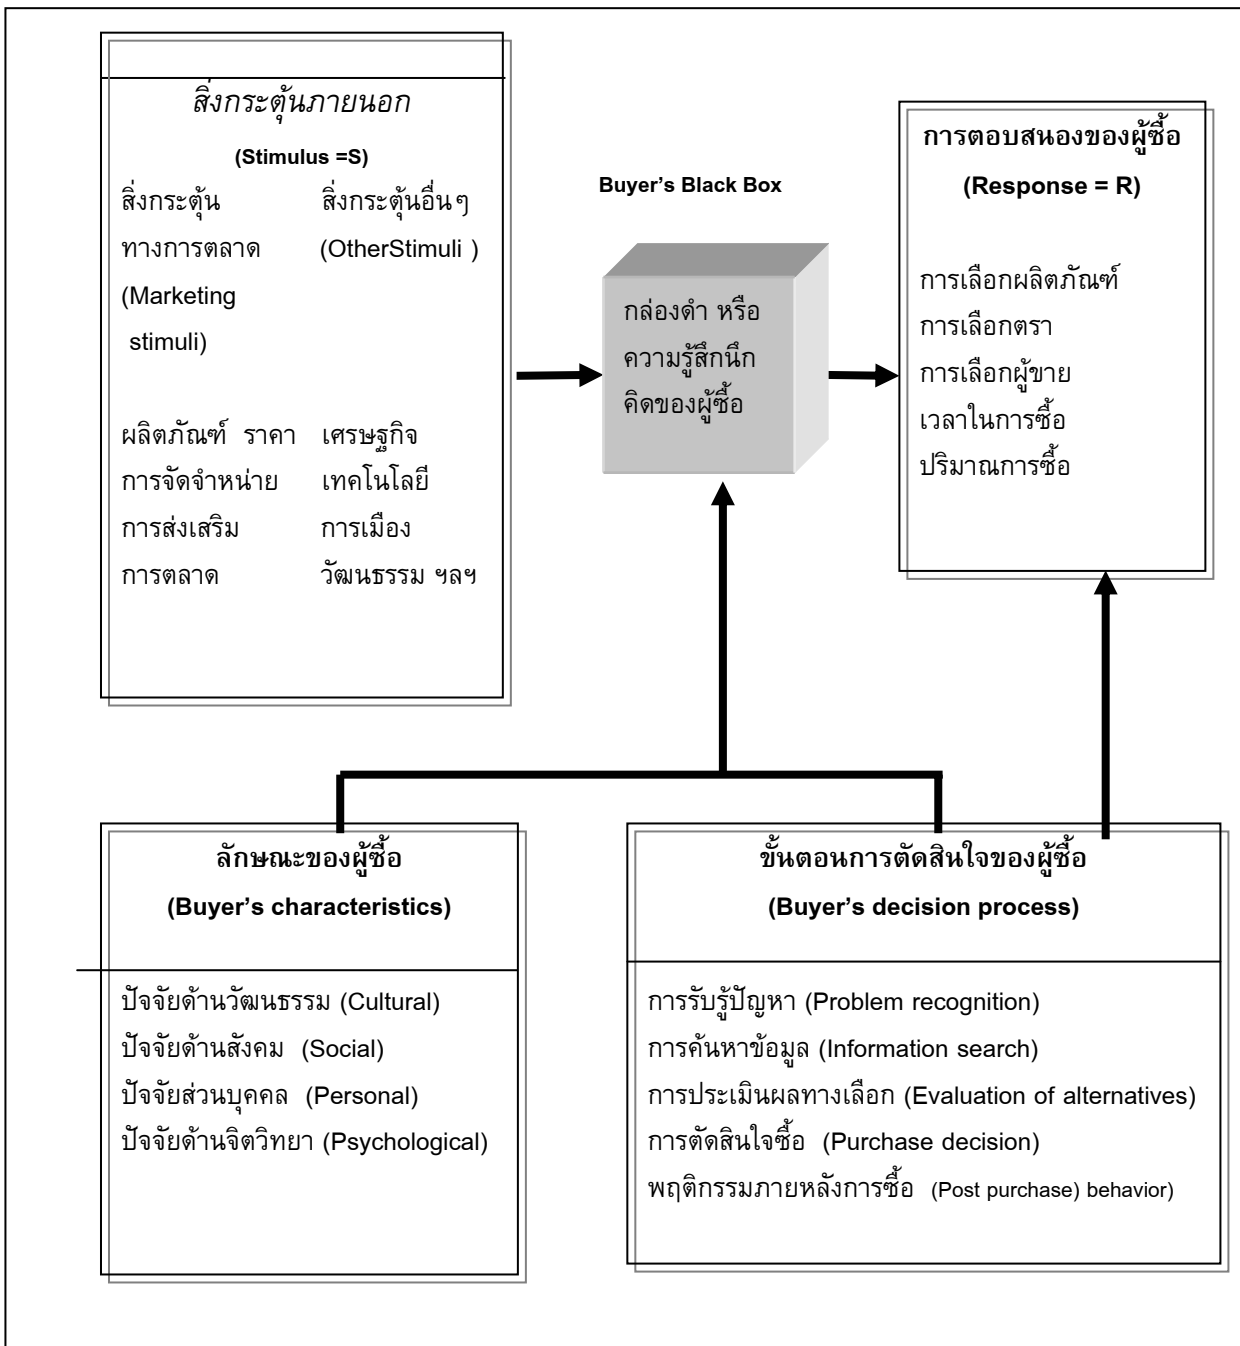 สิ่งกระตุ้นภายนอก
(Stimulus =S)
สิ่งกระตุ้น สิ่งกระตุ้นอื่นๆ
ทางการตลาด (OtherStimuli )
(Marketing
stimuli)
ผลิตภัณฑ์ ราคา เศรษฐกิจ
การจัดจำหน่าย เทคโนโลยี
การส่งเสริม การเมือง
การตลาด วัฒนธรรม ฯลฯ
Buyer’s Black Box
กล่องดำ หรือ
ความรู้สึกนึก
คิดของผู้ซื้อ
การตอบสนองของผู้ซื้อ
(Response = R)
การเลือกผลิตภัณฑ์
การเลือกตรา
การเลือกผู้ขาย
เวลาในการซื้อ
ปริมาณการซื้อ
ลักษณะของผู้ซื้อ
(Buyer’s characteristics)
ปัจจัยด้านวัฒนธรรม (Cultural)
ปัจจัยด้านสังคม (Social)
ปัจจัยส่วนบุคคล (Personal)
ปัจจัยด้านจิตวิทยา (Psychological)
ขั้นตอนการตัดสินใจของผู้ซื้อ
(Buyer’s decision process)
การรับรู้ปัญหา (Problem recognition)
การค้นหาข้อมูล (Information search)
การประเมินผลทางเลือก (Evaluation of alternatives)
การตัดสินใจซื้อ (Purchase decision)
พฤติกรรมภายหลังการซื้อ (Post purchase) behavior)